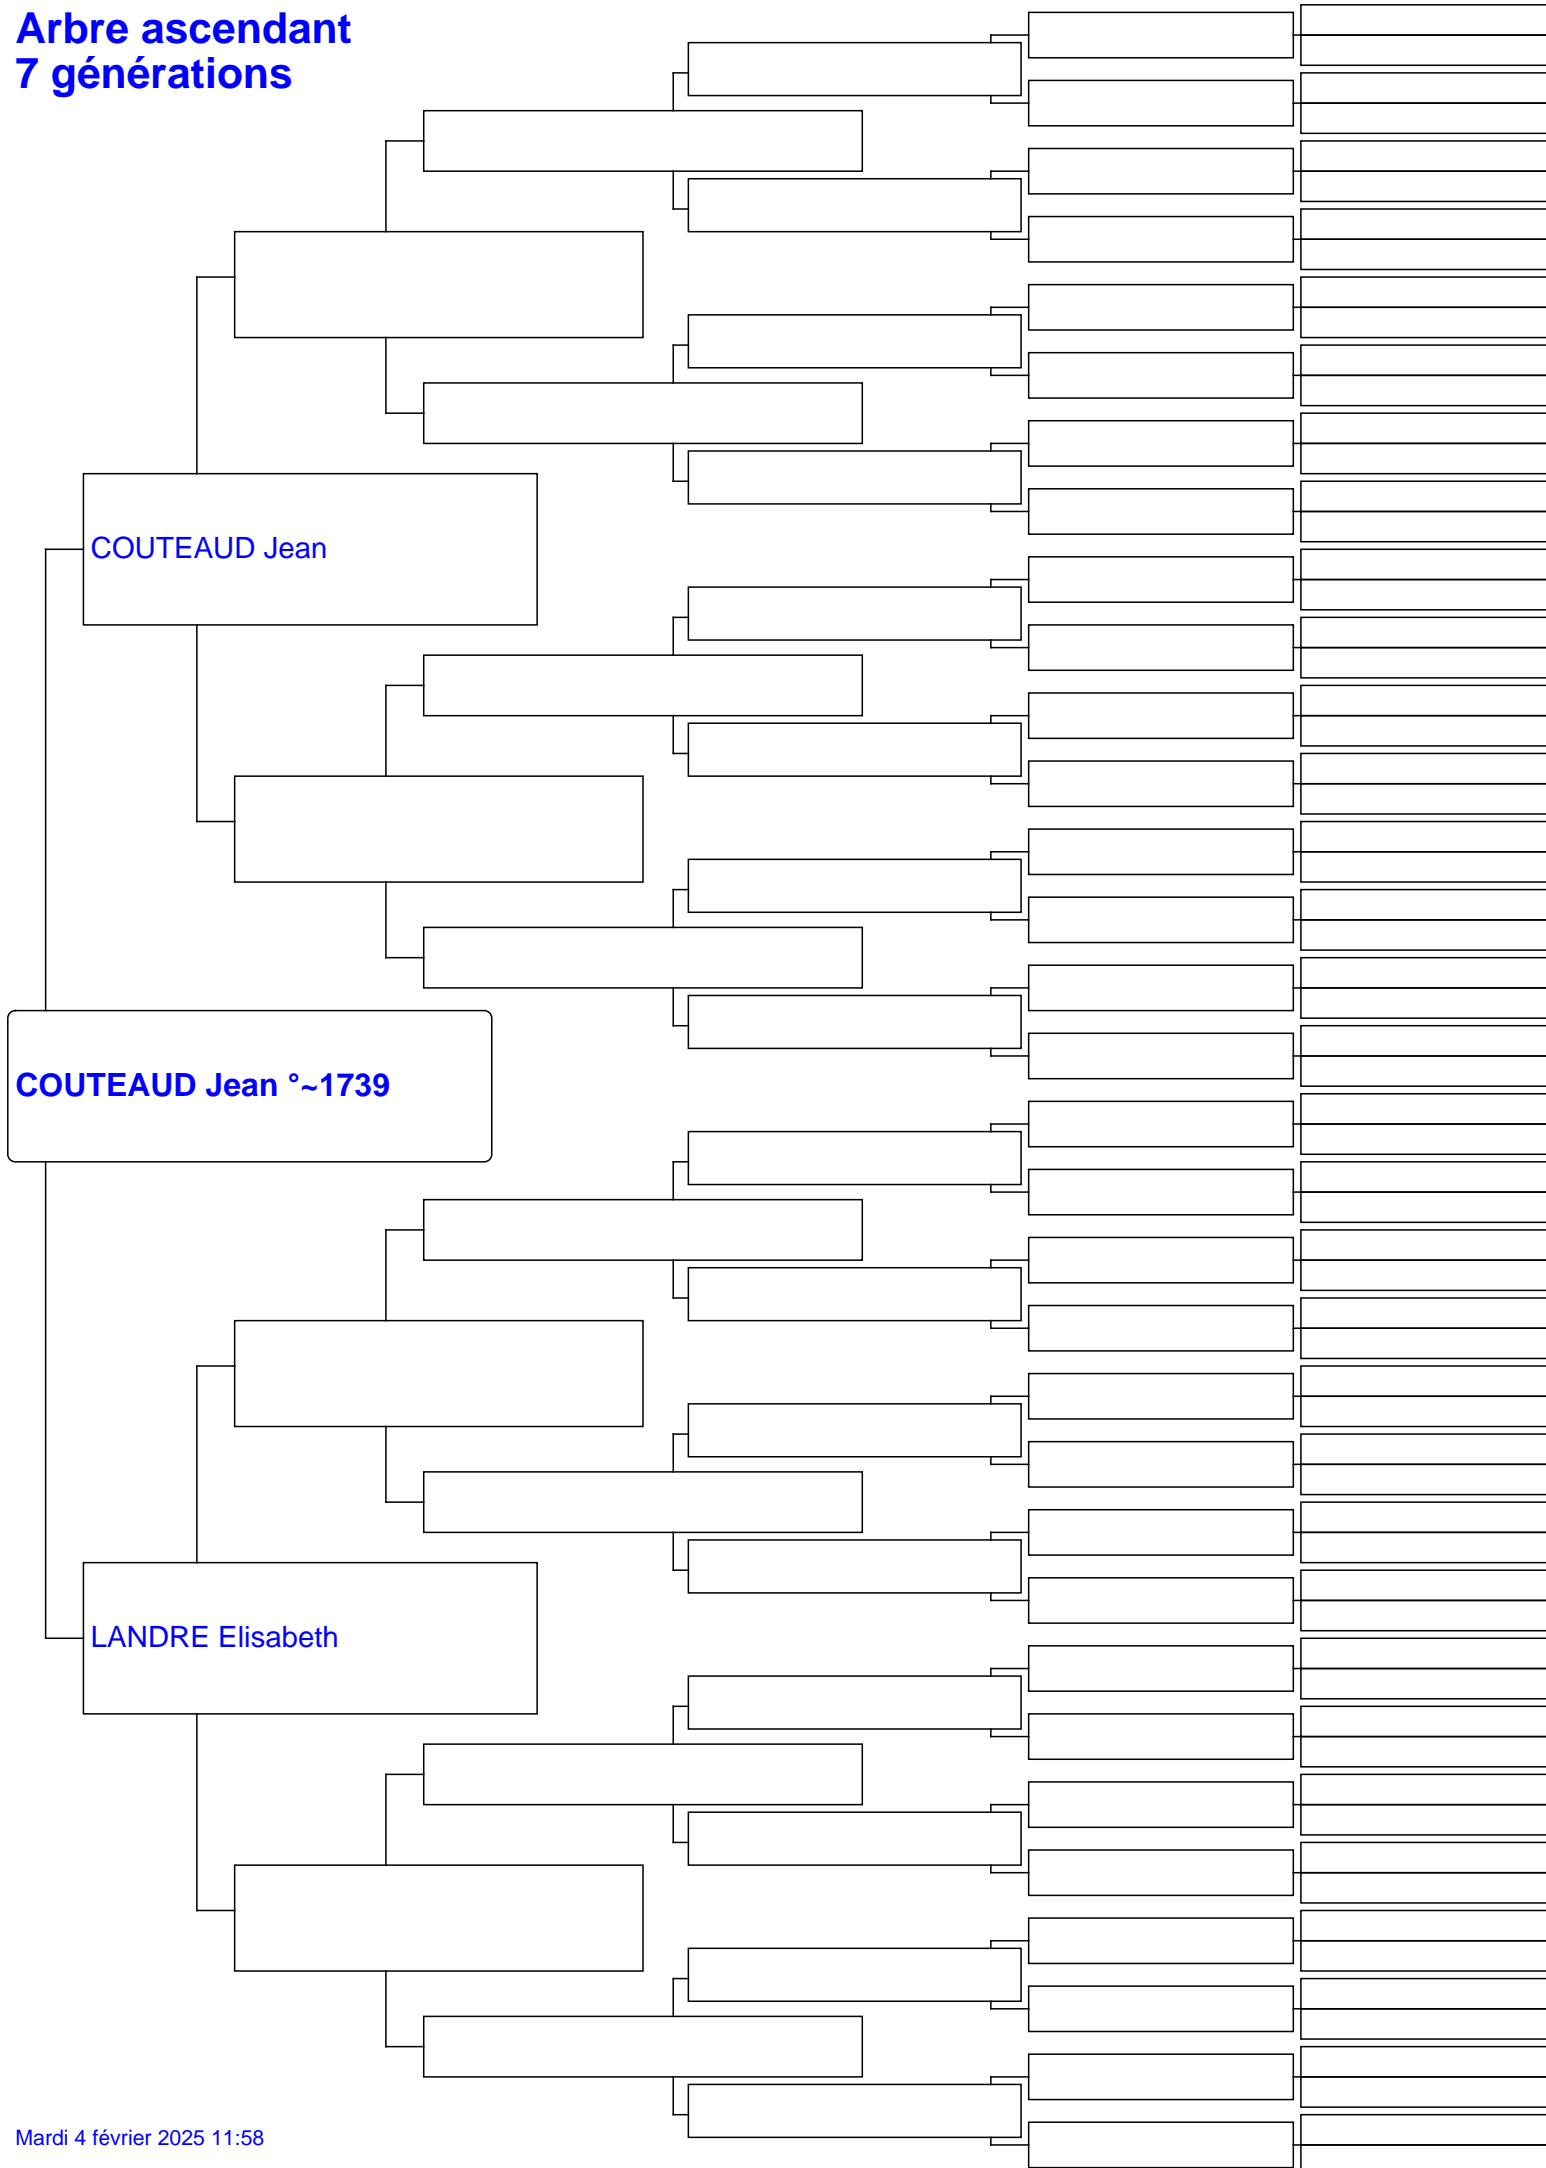 Arbre ascendant
7 générations
COUTEAUD Jean
COUTEAUD Jean °~1739
LANDRE Elisabeth
Mardi 4 février 2025 11:58